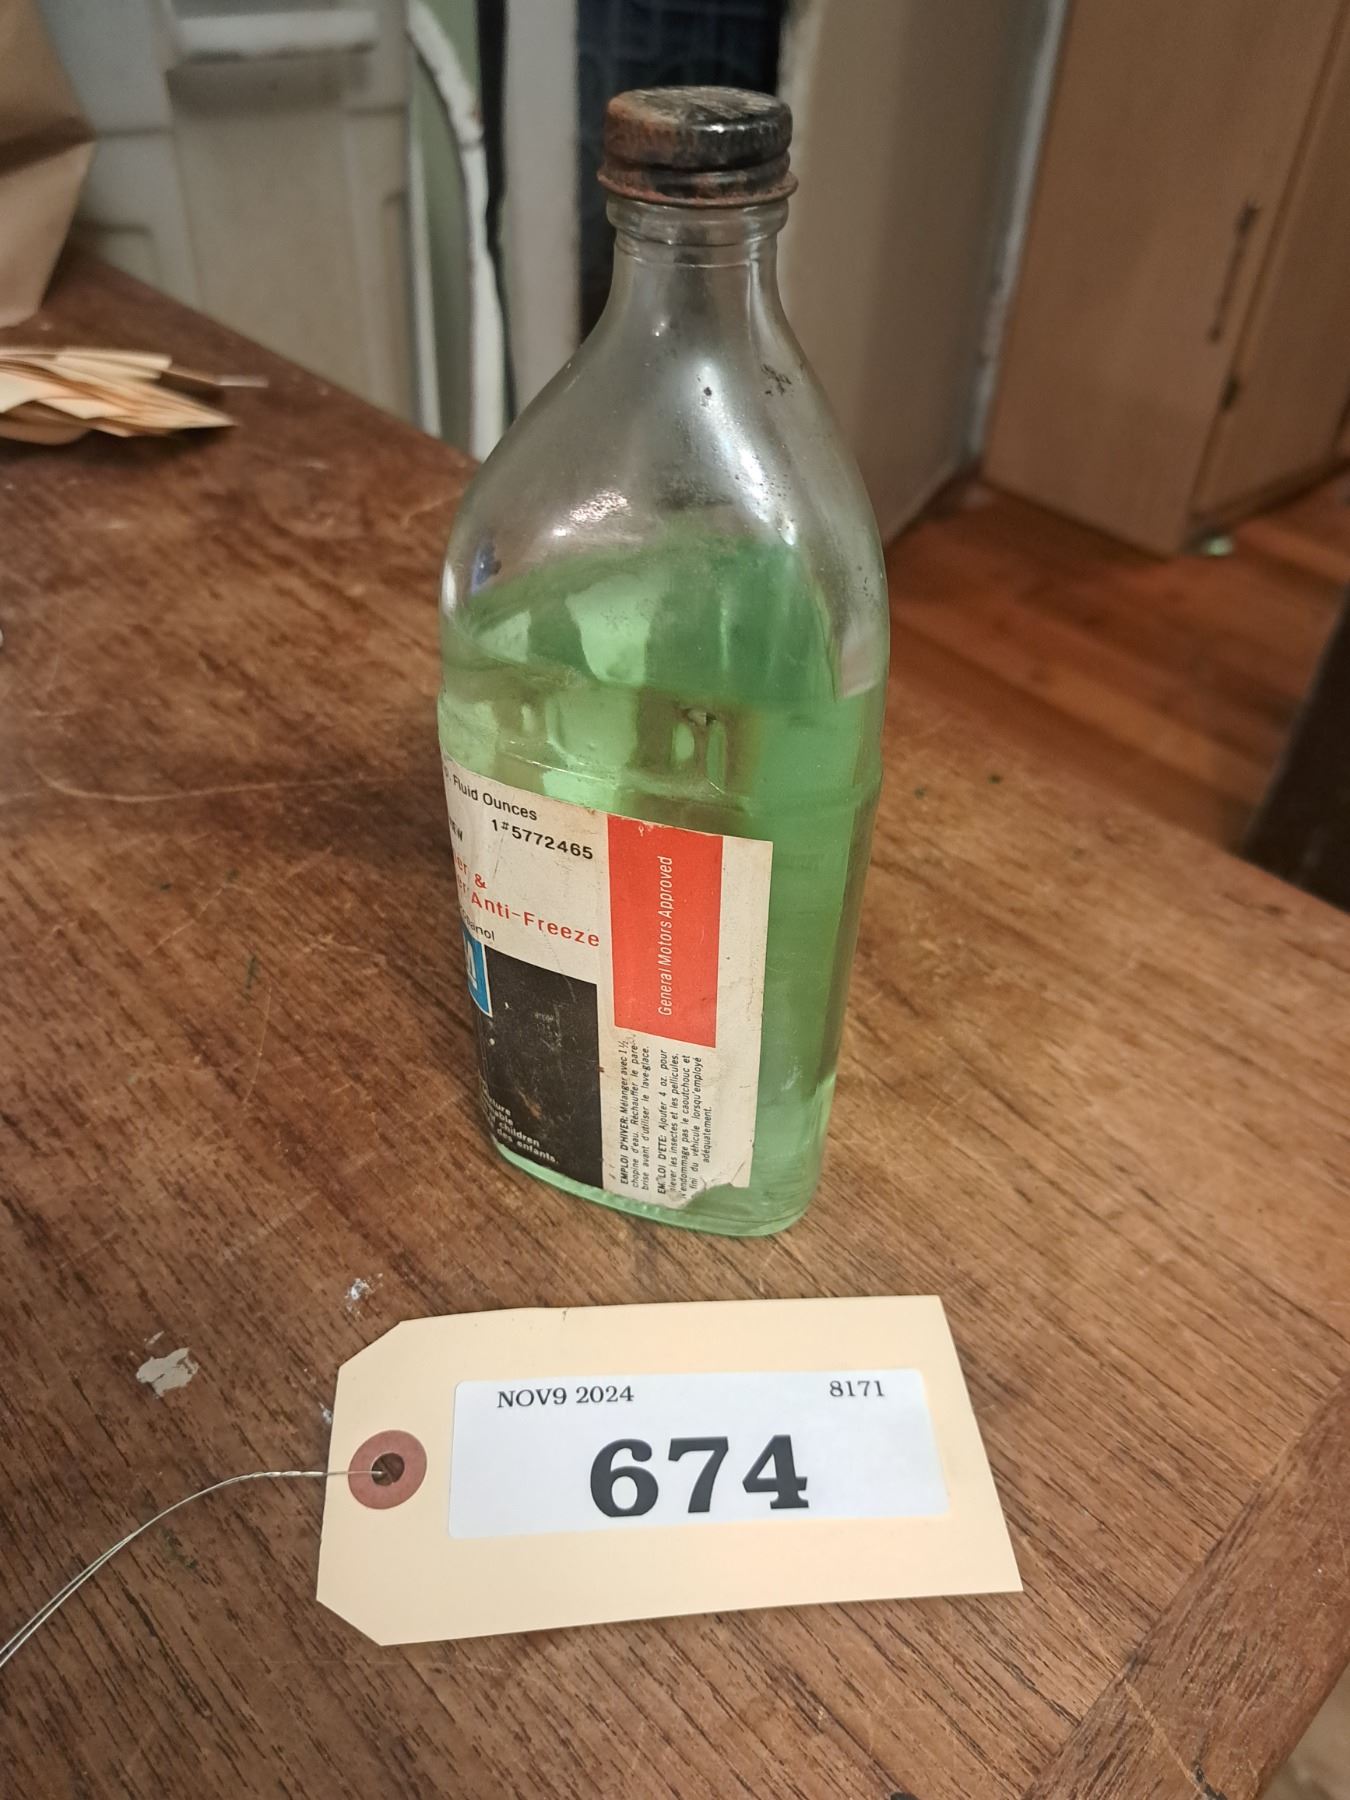 Fluid Ounces
1#5772465
&
Anti-Freeze
General Motors Approved
EMPLOI D'HIVER: Mélanger avec 1½
chopine d'eau. Réchauffer le pare-
brise avant d'utiliser le lave-glace.
EMPLOI D'ETE: Ajouter 4 oz. pour
les insectes et les pellicules.
endommage pas le caoutchouc et
fini du véhicule lorsqu'employé
adéquatement.
children
des enfants.
NOV9 2024
8171
674